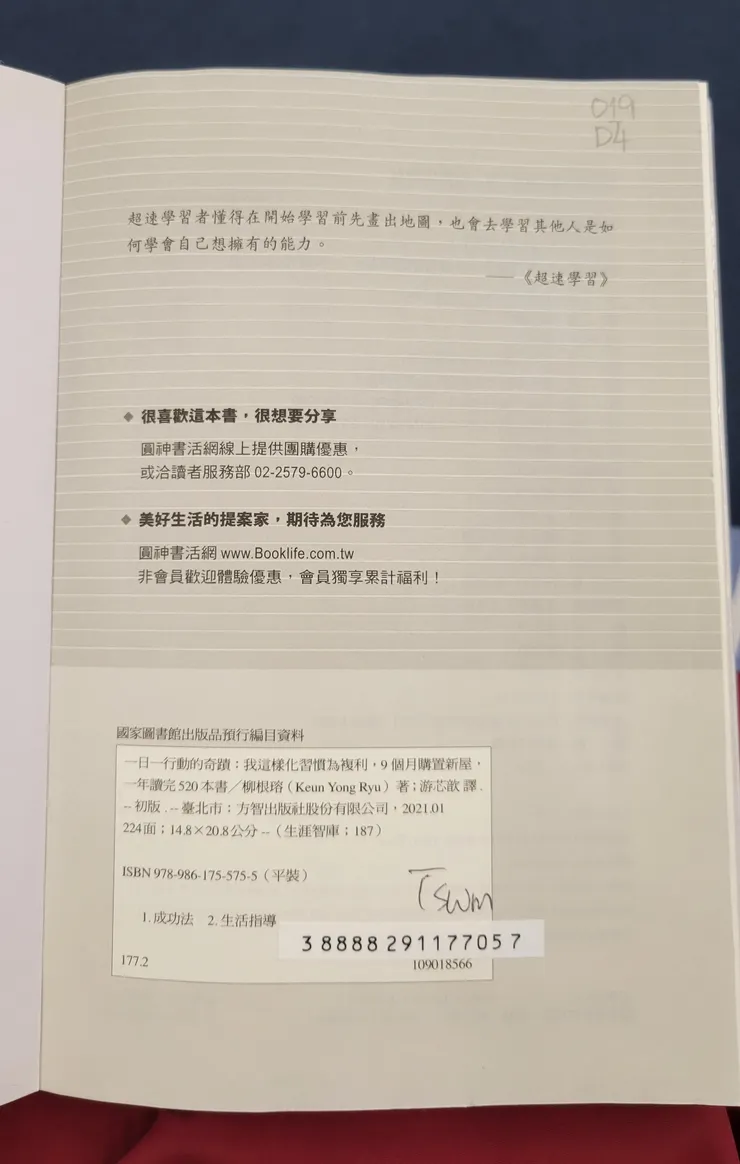 019
D4
超速學習者懂得在開始學習前先畫出地圖，也會去學習其他人是如
何學會自己想擁有的能力。
——《超速學習》
◆ 很喜歡這本書，很想要分享
圓神書活網線上提供團購優惠，
或洽讀者服務部 02-2579-6600。
◆ 美好生活的提案家，期待為您服務
圓神書活網 www.Booklife.com.tw
非會員歡迎體驗優惠，會員獨享累計福利！
國家圖書館出版品預行編目資料
一日一行動的奇蹟：我這樣化習慣為複利，9 個月購置新屋，
一年讀完 520 本書／柳根瑢（Keun Yong Ryu）著；游芯歆 譯．
-- 初版．-- 臺北市：方智出版社股份有限公司，2021.01
224面；14.8×20.8公分 --（生涯智庫；187）
ISBN 978-986-175-575-5（平裝）
TSWM
1. 成功法 2. 生活指導
3 8888 29117705 7
177.2 109018566